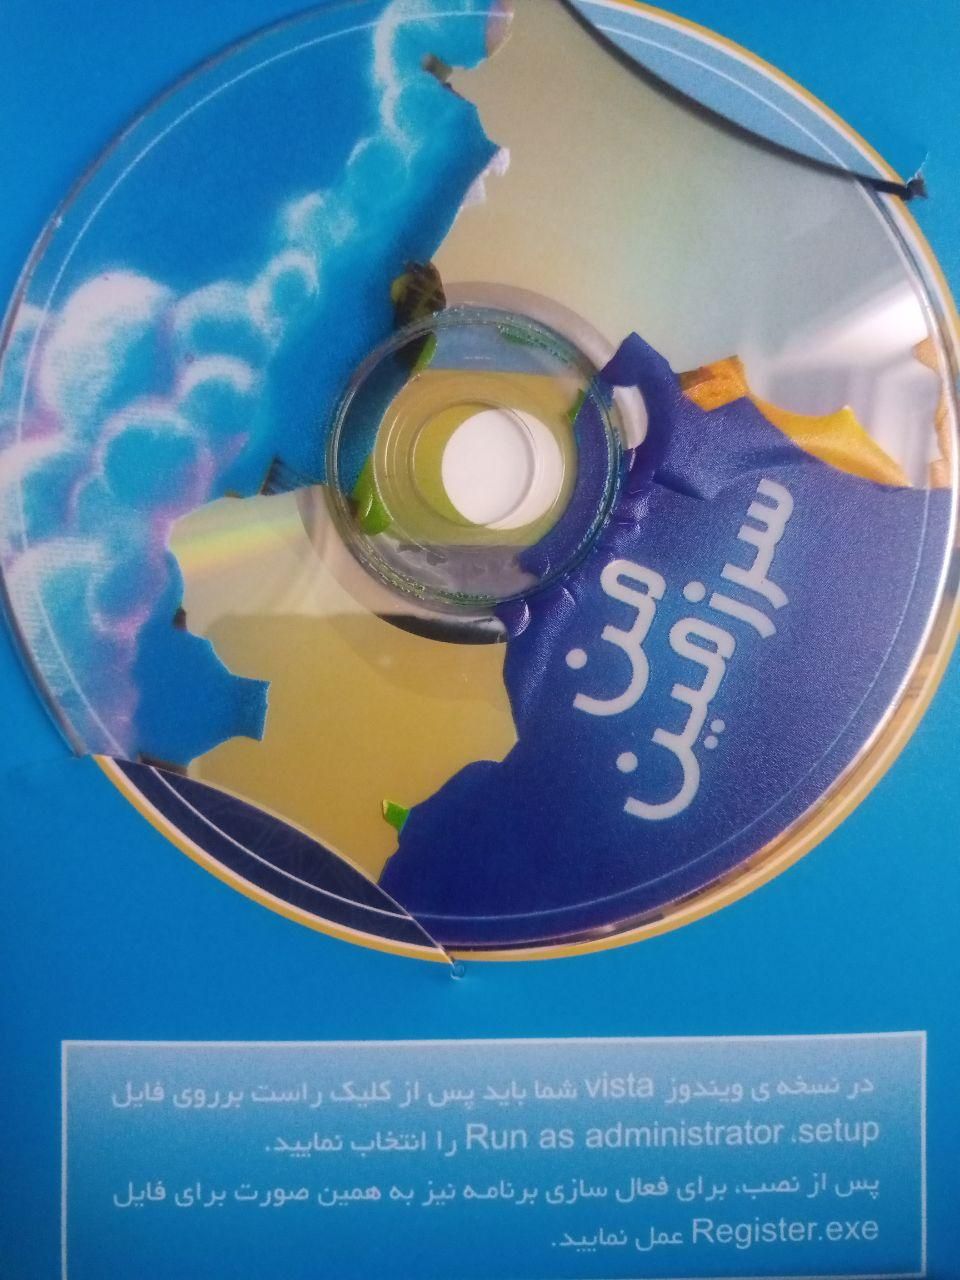 سرزمین
من
در نسخه ی ویندوز vista شما باید پس از کلیک راست برروی فایل
setup، Run as administrator را انتخاب نمایید.
پس از نصب، برای فعال سازی برنامه نیز به همین صورت برای فایل
Register.exe عمل نمایید.